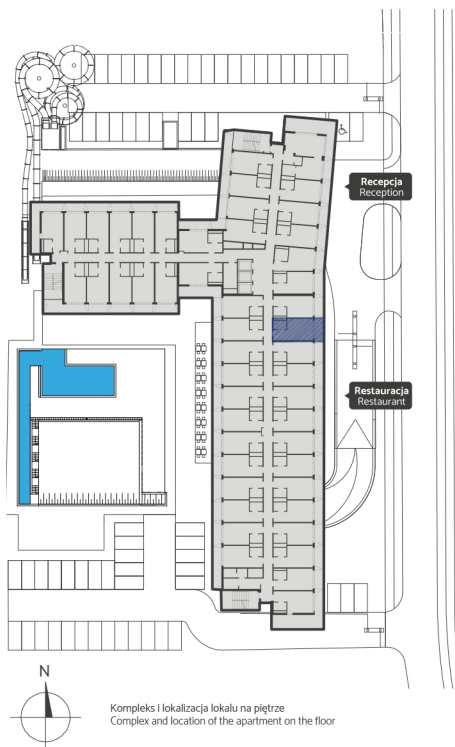 Recepcja
Reception
Restauracja
Restaurant
N
Kompleks i lokalizacja lokalu na piętrze
Complex and location of the apartment on the floor